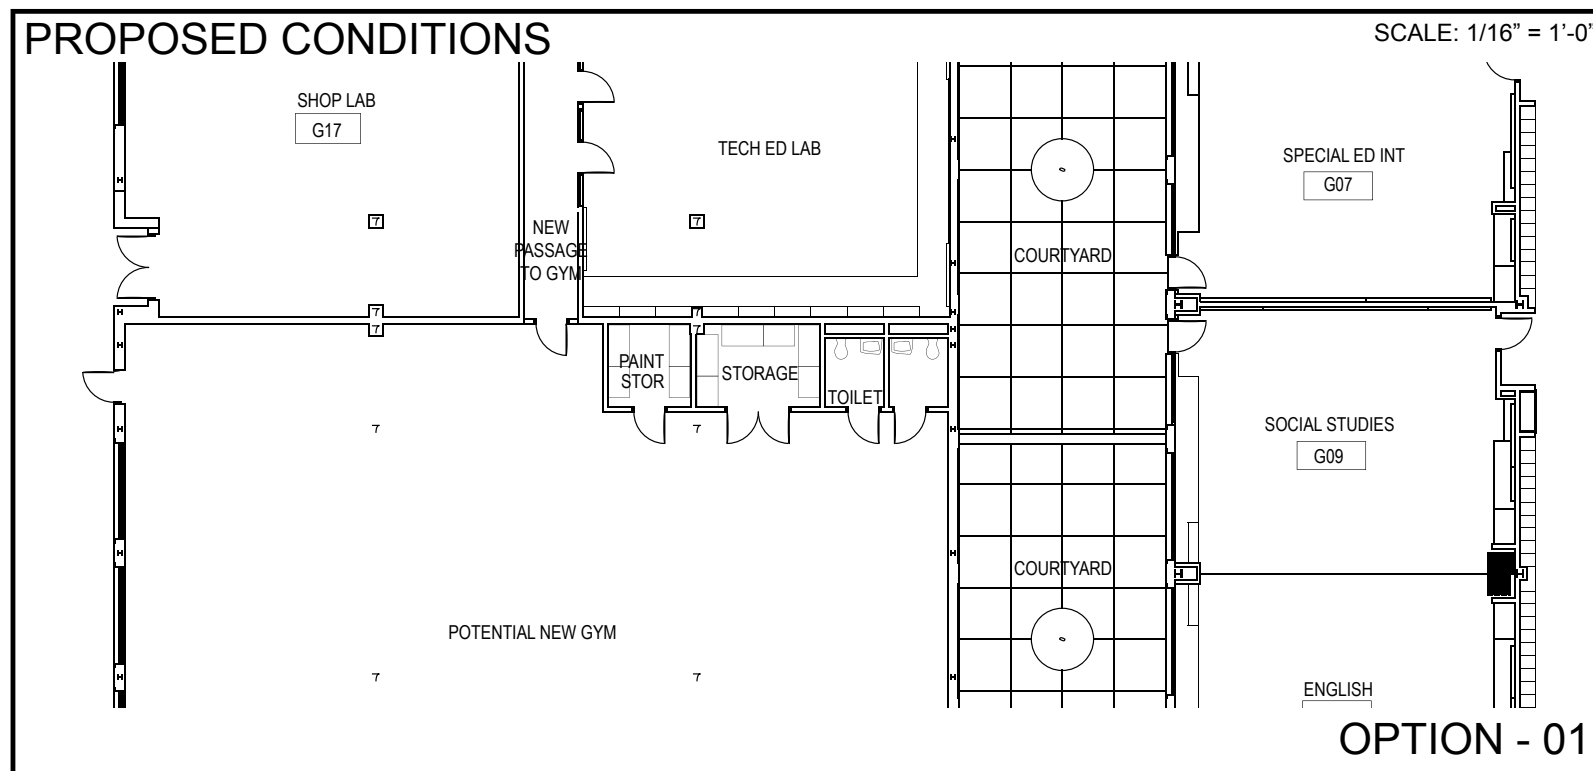 PROPOSED CONDITIONS
SCALE: 1/16” = 1’-0”
SHOP LAB
G17
TECH ED LAB
SPECIAL ED INT
G07
NEW
PASSAGE
TO GYM
COURTYARD
PAINT
STOR
STORAGE
TOILET
SOCIAL STUDIES
G09
COURTYARD
POTENTIAL NEW GYM
ENGLISH
OPTION - 01